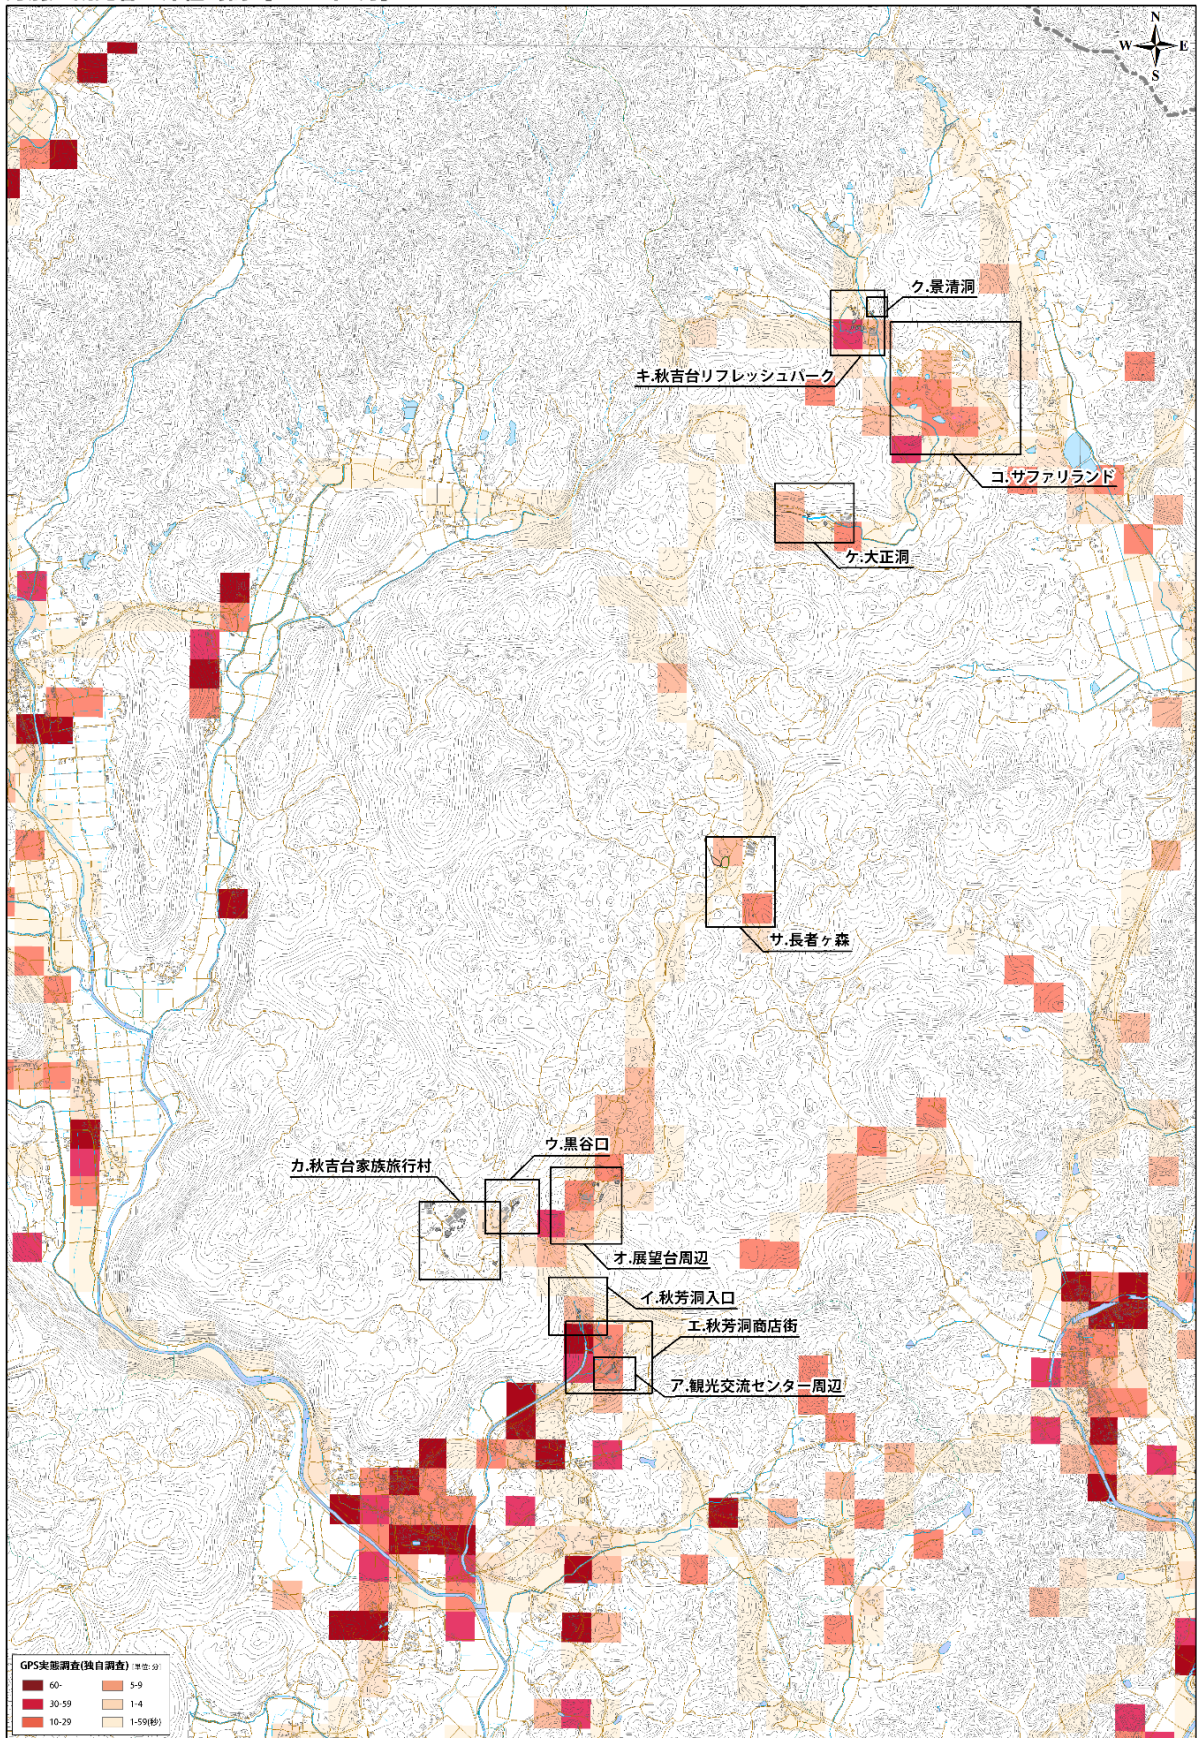 N
W E
S
ク.景清洞
キ.秋吉台リフレッシュパーク
コ.サファリランド
ケ.大正洞
サ.長者ヶ森
ウ.黒谷口
カ.秋吉台家族旅行村
オ.展望台周辺
イ.秋芳洞入口
エ.秋芳洞商店街
ア.観光交流センター周辺
GPS実態調査(独自調査) (単位:分)
60- 5-9
30-59 1-4
10-29 1-59(秒)